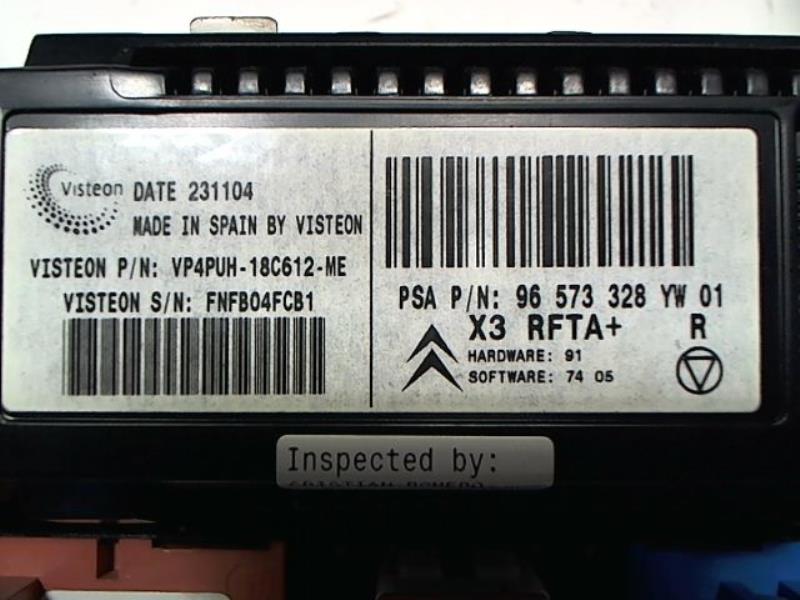 Visteon DATE 231104
MADE IN SPAIN BY VISTEON
VISTEON P/N: VP4PUH-18C612-ME
VISTEON S/N: FNFB04FCB1
PSA P/N: 96 573 328 YW 01
X3 RFTA+ R
HARDWARE: 91
SOFTWARE: 74 05
Inspected by: